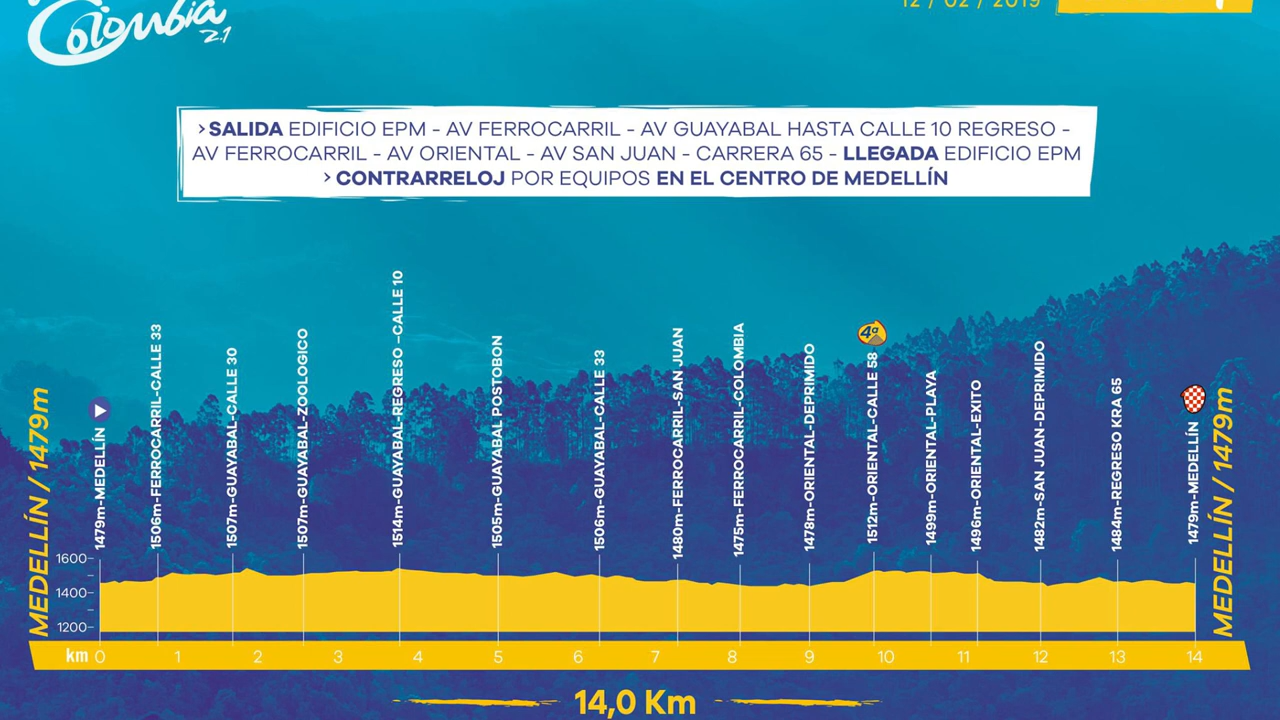 Colombia
2.1
12 / 02 / 2019
> SALIDA EDIFICIO EPM - AV FERROCARRIL - AV GUAYABAL HASTA CALLE 10 REGRESO -
AV FERROCARRIL - AV ORIENTAL - AV SAN JUAN - CARRERA 65 - LLEGADA EDIFICIO EPM
> CONTRARRELOJ POR EQUIPOS EN EL CENTRO DE MEDELLÍN
MEDELLÍN / 1479m
1479m-MEDELLÍN
1506m-FERROCARRIL-CALLE 33
1507m-GUAYABAL-CALLE 30
1507m-GUAYABAL-ZOOLOGICO
1514m-GUAYABAL-REGRESO -CALLE 10
1505m-GUAYABAL POSTOBON
1506m-GUAYABAL-CALLE 33
1480m-FERROCARRIL-SAN JUAN
1475m-FERROCARRIL-COLOMBIA
1478m-ORIENTAL-DEPRIMIDO
4ª
1512m-ORIENTAL-CALLE 58
1499m-ORIENTAL-PLAYA
1496m-ORIENTAL-EXITO
1482m-SAN JUAN-DEPRIMIDO
1484m-REGRESO KRA 65
1479m-MEDELLÍN
MEDELLÍN / 1479m
1600
1400
1200
km 0 1 2 3 4 5 6 7 8 9 10 11 12 13 14
14,0 Km